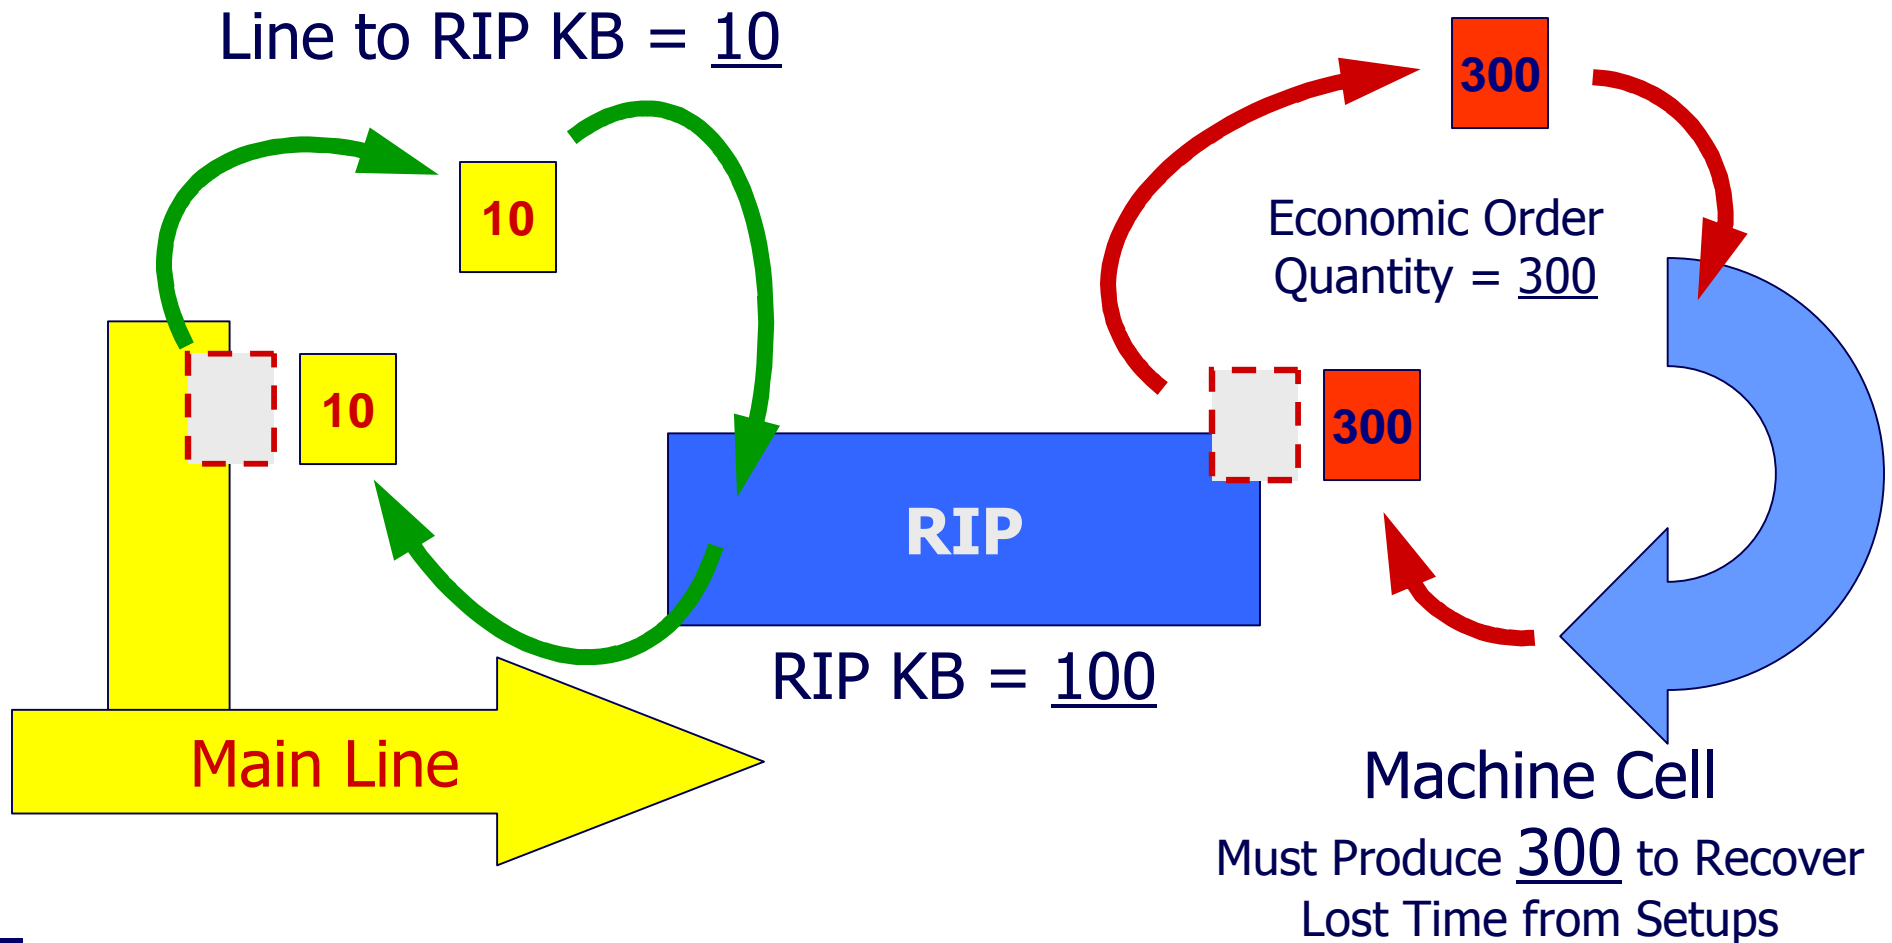 Line to RIP KB = 10
300
10
Economic Order
Quantity = 300
10
300
RIP
RIP KB = 100
Main Line
Machine Cell
Must Produce 300 to Recover
Lost Time from Setups